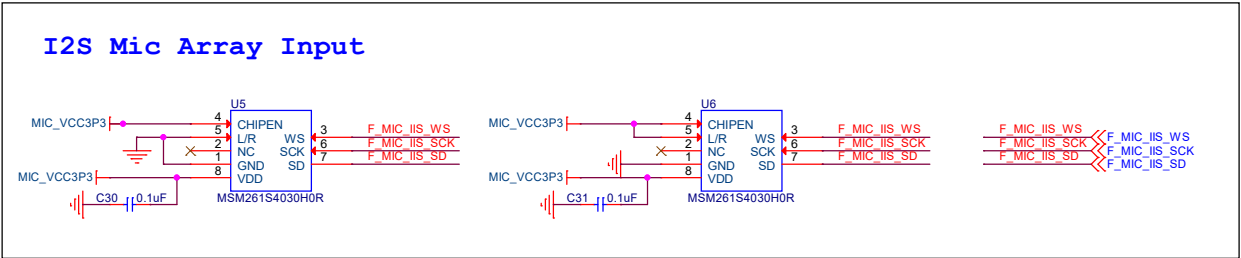 I2S Mic Array Input
U5
MIC_VCC3P3
4 CHIPEN
5 L/R WS 3 F_MIC_IIS_WS
2 NC SCK 6 F_MIC_IIS_SCK
1 GND SD 7 F_MIC_IIS_SD
MIC_VCC3P3 8 VDD
C30 0.1uF
MSM261S4030H0R
U6
MIC_VCC3P3
4 CHIPEN
5 L/R WS 3 F_MIC_IIS_WS
2 NC SCK 6 F_MIC_IIS_SCK
1 GND SD 7 F_MIC_IIS_SD
MIC_VCC3P3 8 VDD
C31 0.1uF
MSM261S4030H0R
F_MIC_IIS_WS F_MIC_IIS_WS
F_MIC_IIS_SCK F_MIC_IIS_SCK
F_MIC_IIS_SD F_MIC_IIS_SD